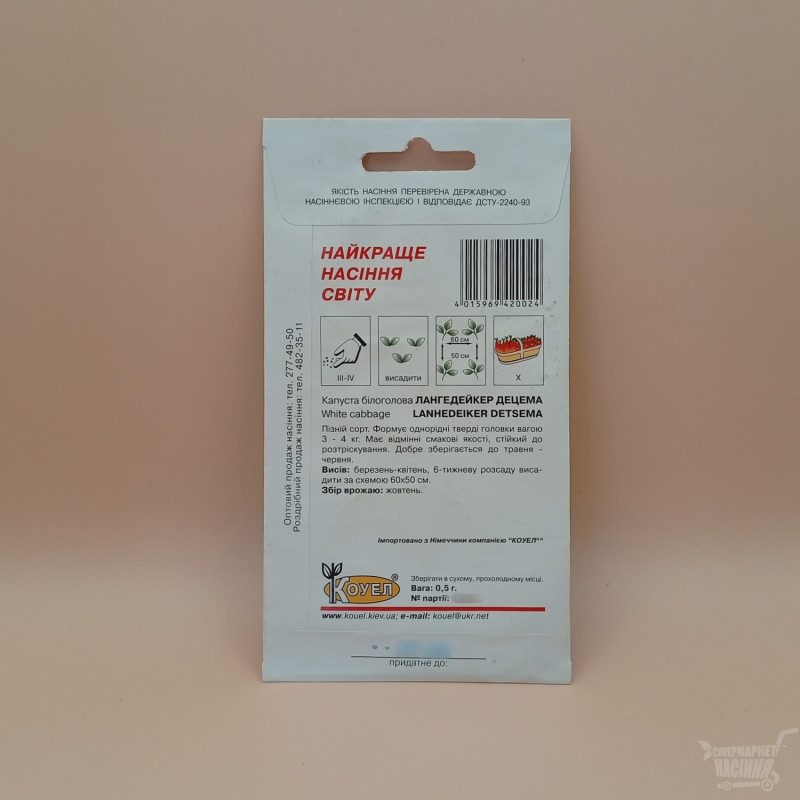 ЯКІСТЬ НАСІННЯ ПЕРЕВІРЕНА ДЕРЖАВНОЮ
НАСІННЄВОЮ ІНСПЕКЦІЄЮ І ВІДПОВІДАЄ ДСТУ-2240-93
НАЙКРАЩЕ
НАСІННЯ
СВІТУ
4 015969 420024
60 см
50 см
III-IV
висадити
X
Капуста білоголова ЛАНГЕДЕЙКЕР ДЕЦЕМА
White cabbage LANHEDEIKER DETSEMA
Пізній сорт. Формує однорідні тверді головки вагою
3 - 4 кг. Має відмінні смакові якості, стійкий до
розтріскування. Добре зберігається до травня -
червня.
Висів: березень-квітень, 6-тижневу розсаду виса-
дити за схемою 60х50 см.
Збір врожаю: жовтень.
Імпортовано з Німеччини компанією "КОУЕЛ®"
КОУЕЛ®
Зберігати в сухому, прохолодному місці.
Вага: 0,5 г.
№ партії:
www.kouel.kiev.ua; e-mail: kouel@ukr.net
придатне до:
Оптовий продаж насіння: тел. 277-49-50
Роздрібний продаж насіння: тел. 482-35-11
СУПЕРМАРКЕТ
НАСІННЯ